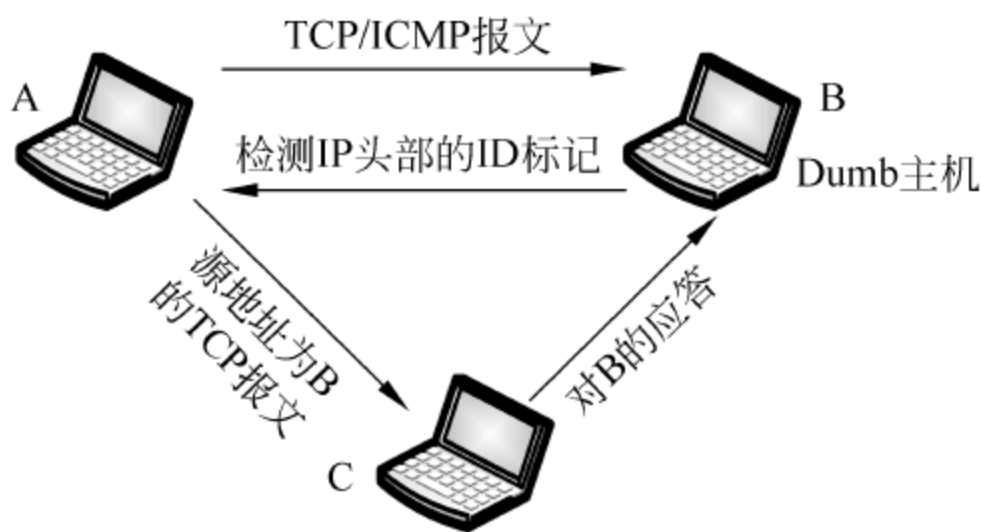 TCP/ICMP报文
A
B
检测IP头部的ID标记
Dumb主机
源地址为B
的TCP报文
对B的应答
C